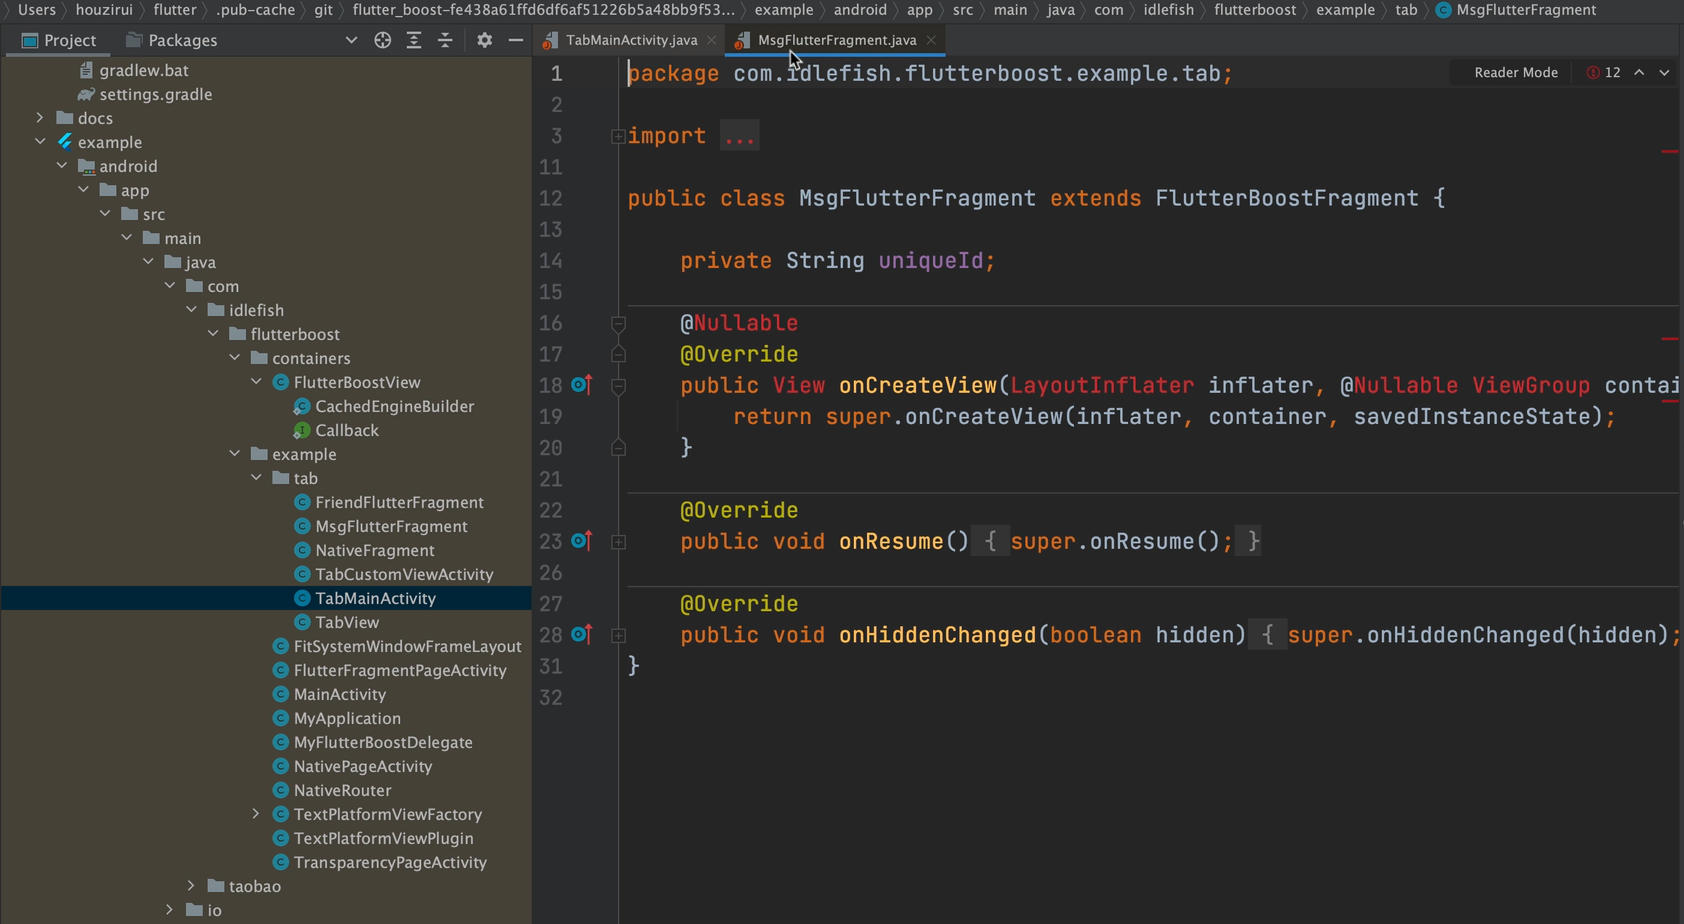 Users houzirui flutter .pub-cache git flutter_boost-fe438a61ffd6df6af51226b5a48bb9f53... example android app src main java com idlefish flutterboost example tab MsgFlutterFragment
Project Packages
TabMainActivity.java
MsgFlutterFragment.java
Reader Mode 12
gradlew.bat
settings.gradle
docs
example
android
app
src
main
java
com
idlefish
flutterboost
containers
FlutterBoostView
CachedEngineBuilder
Callback
example
tab
FriendFlutterFragment
MsgFlutterFragment
NativeFragment
TabCustomViewActivity
TabMainActivity
TabView
FitSystemWindowFrameLayout
FlutterFragmentPageActivity
MainActivity
MyApplication
MyFlutterBoostDelegate
NativePageActivity
NativeRouter
TextPlatformViewFactory
TextPlatformViewPlugin
TransparencyPageActivity
taobao
io
1 package com.idlefish.flutterboost.example.tab;
2
3 import ...
11
12 public class MsgFlutterFragment extends FlutterBoostFragment {
13
14 private String uniqueId;
15
16 @Nullable
17 @Override
18 public View onCreateView(LayoutInflater inflater, @Nullable ViewGroup contai
19 return super.onCreateView(inflater, container, savedInstanceState);
20 }
21
22 @Override
23 public void onResume() { super.onResume(); }
26
27 @Override
28 public void onHiddenChanged(boolean hidden) { super.onHiddenChanged(hidden);
31 }
32